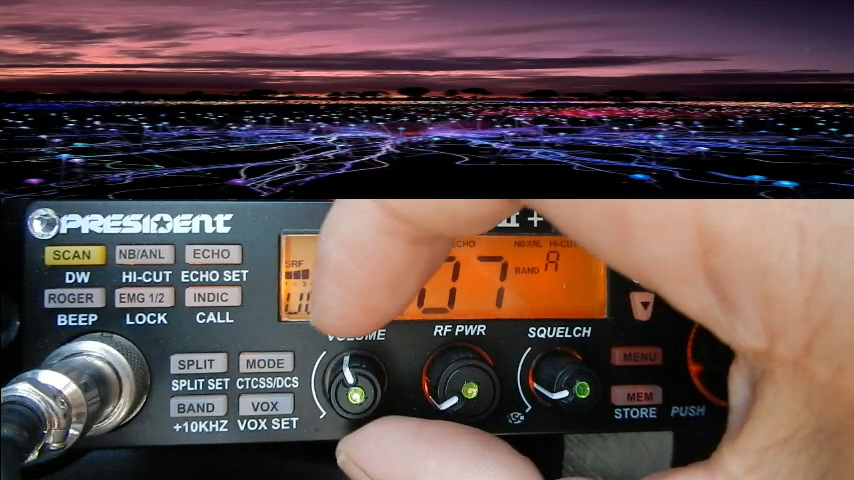 PRESIDENT
II +
SCAN NB/ANL ECHO
DW HI-CUT ECHO SET
ROGER EMG 1/2 INDIC
BEEP LOCK CALL
SPLIT MODE
SPLIT SET CTCSS/DCS
BAND VOX
+10KHZ VOX SET
ECHO NB/ANL HI-CUT
SRF
07 BAND A
VOLUME RF PWR SQUELCH
ASC
MENU
MEM
STORE PUSH